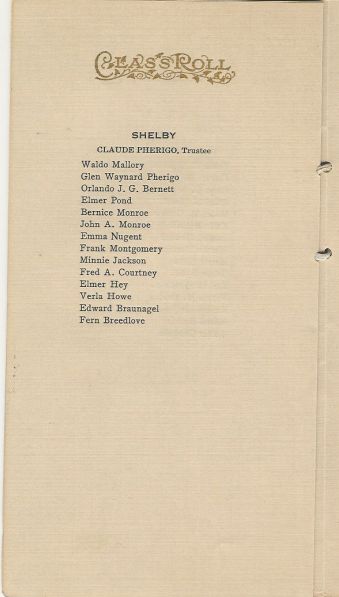 CLASS ROLL
SHELBY
CLAUDE PHERIGO, Trustee
Waldo Mallory
Glen Waynard Pherigo
Orlando J. G. Bernett
Elmer Pond
Bernice Monroe
John A. Monroe
Emma Nugent
Frank Montgomery
Minnie Jackson
Fred A. Courtney
Elmer Hey
Verla Howe
Edward Braunagel
Fern Breedlove